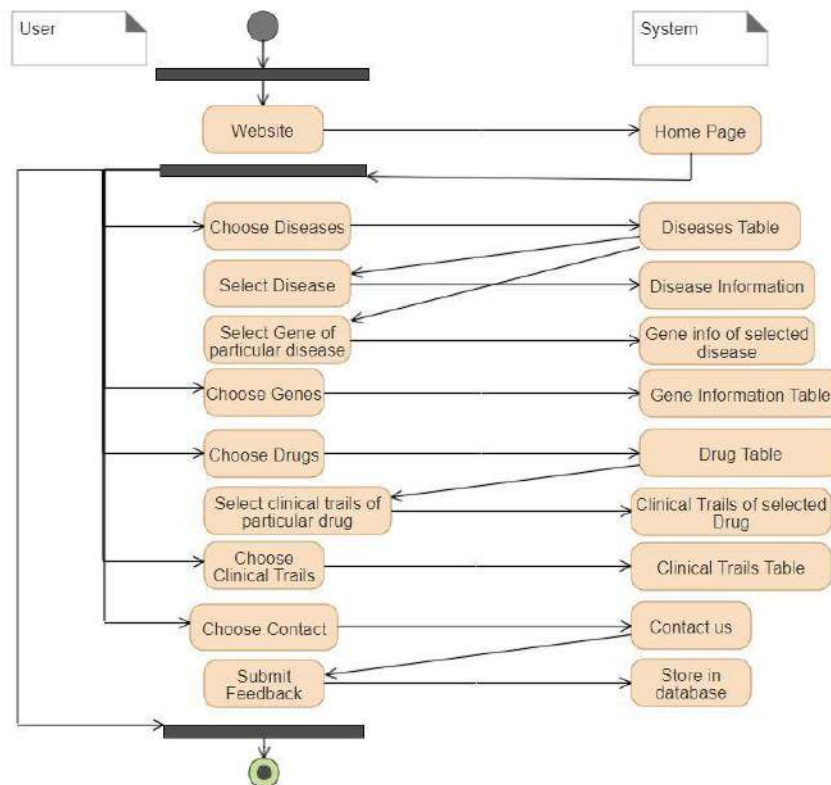 User
System
Website
Home Page
Choose Diseases
Diseases Table
Select Disease
Disease Information
Select Gene of
particular disease
Gene info of selected
disease
Choose Genes
Gene Information Table
Choose Drugs
Drug Table
Select clinical trails of
particular drug
Clinical Trails of selected
Drug
Choose
Clinical Trails
Clinical Trails Table
Choose Contact
Contact us
Submit
Feedback
Store in
database